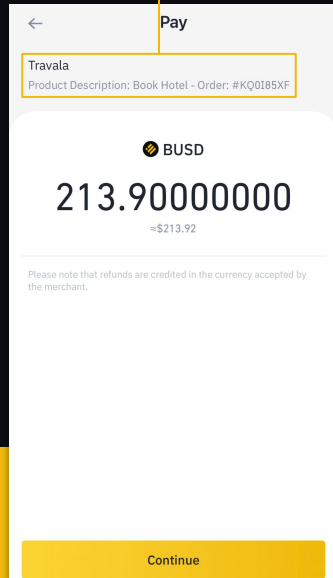 Pay
Travala
Product Description: Book Hotel - Order: #KQ0I85XF
BUSD
213.90000000
≈$213.92
Please note that refunds are credited in the currency accepted by
the merchant.
Continue